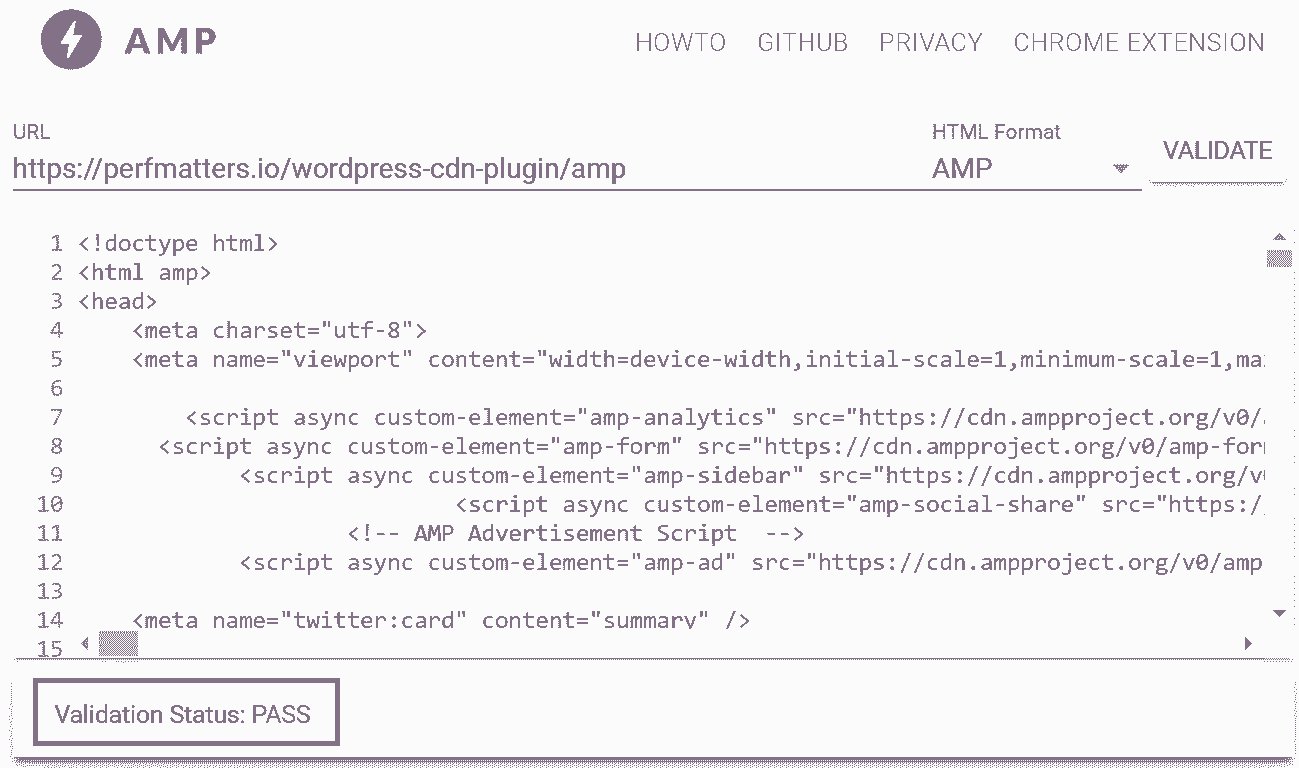 AMP
HOWTO GITHUB PRIVACY CHROME EXTENSION
URL
https://perfmatters.io/wordpress-cdn-plugin/amp
HTML Format
AMP
VALIDATE
1 <!doctype html>
2 <html amp>
3 <head>
4 <meta charset="utf-8">
5 <meta name="viewport" content="width=device-width,initial-scale=1,minimum-scale=1,ma
6
7 <script async custom-element="amp-analytics" src="https://cdn.ampproject.org/v0/
8 <script async custom-element="amp-form" src="https://cdn.ampproject.org/v0/amp-for
9 <script async custom-element="amp-sidebar" src="https://cdn.ampproject.org/v
10 <script async custom-element="amp-social-share" src="https:/
11 <!-- AMP Advertisement Script -->
12 <script async custom-element="amp-ad" src="https://cdn.ampproject.org/v0/amp
13
14 <meta name="twitter:card" content="summary" />
15
Validation Status: PASS